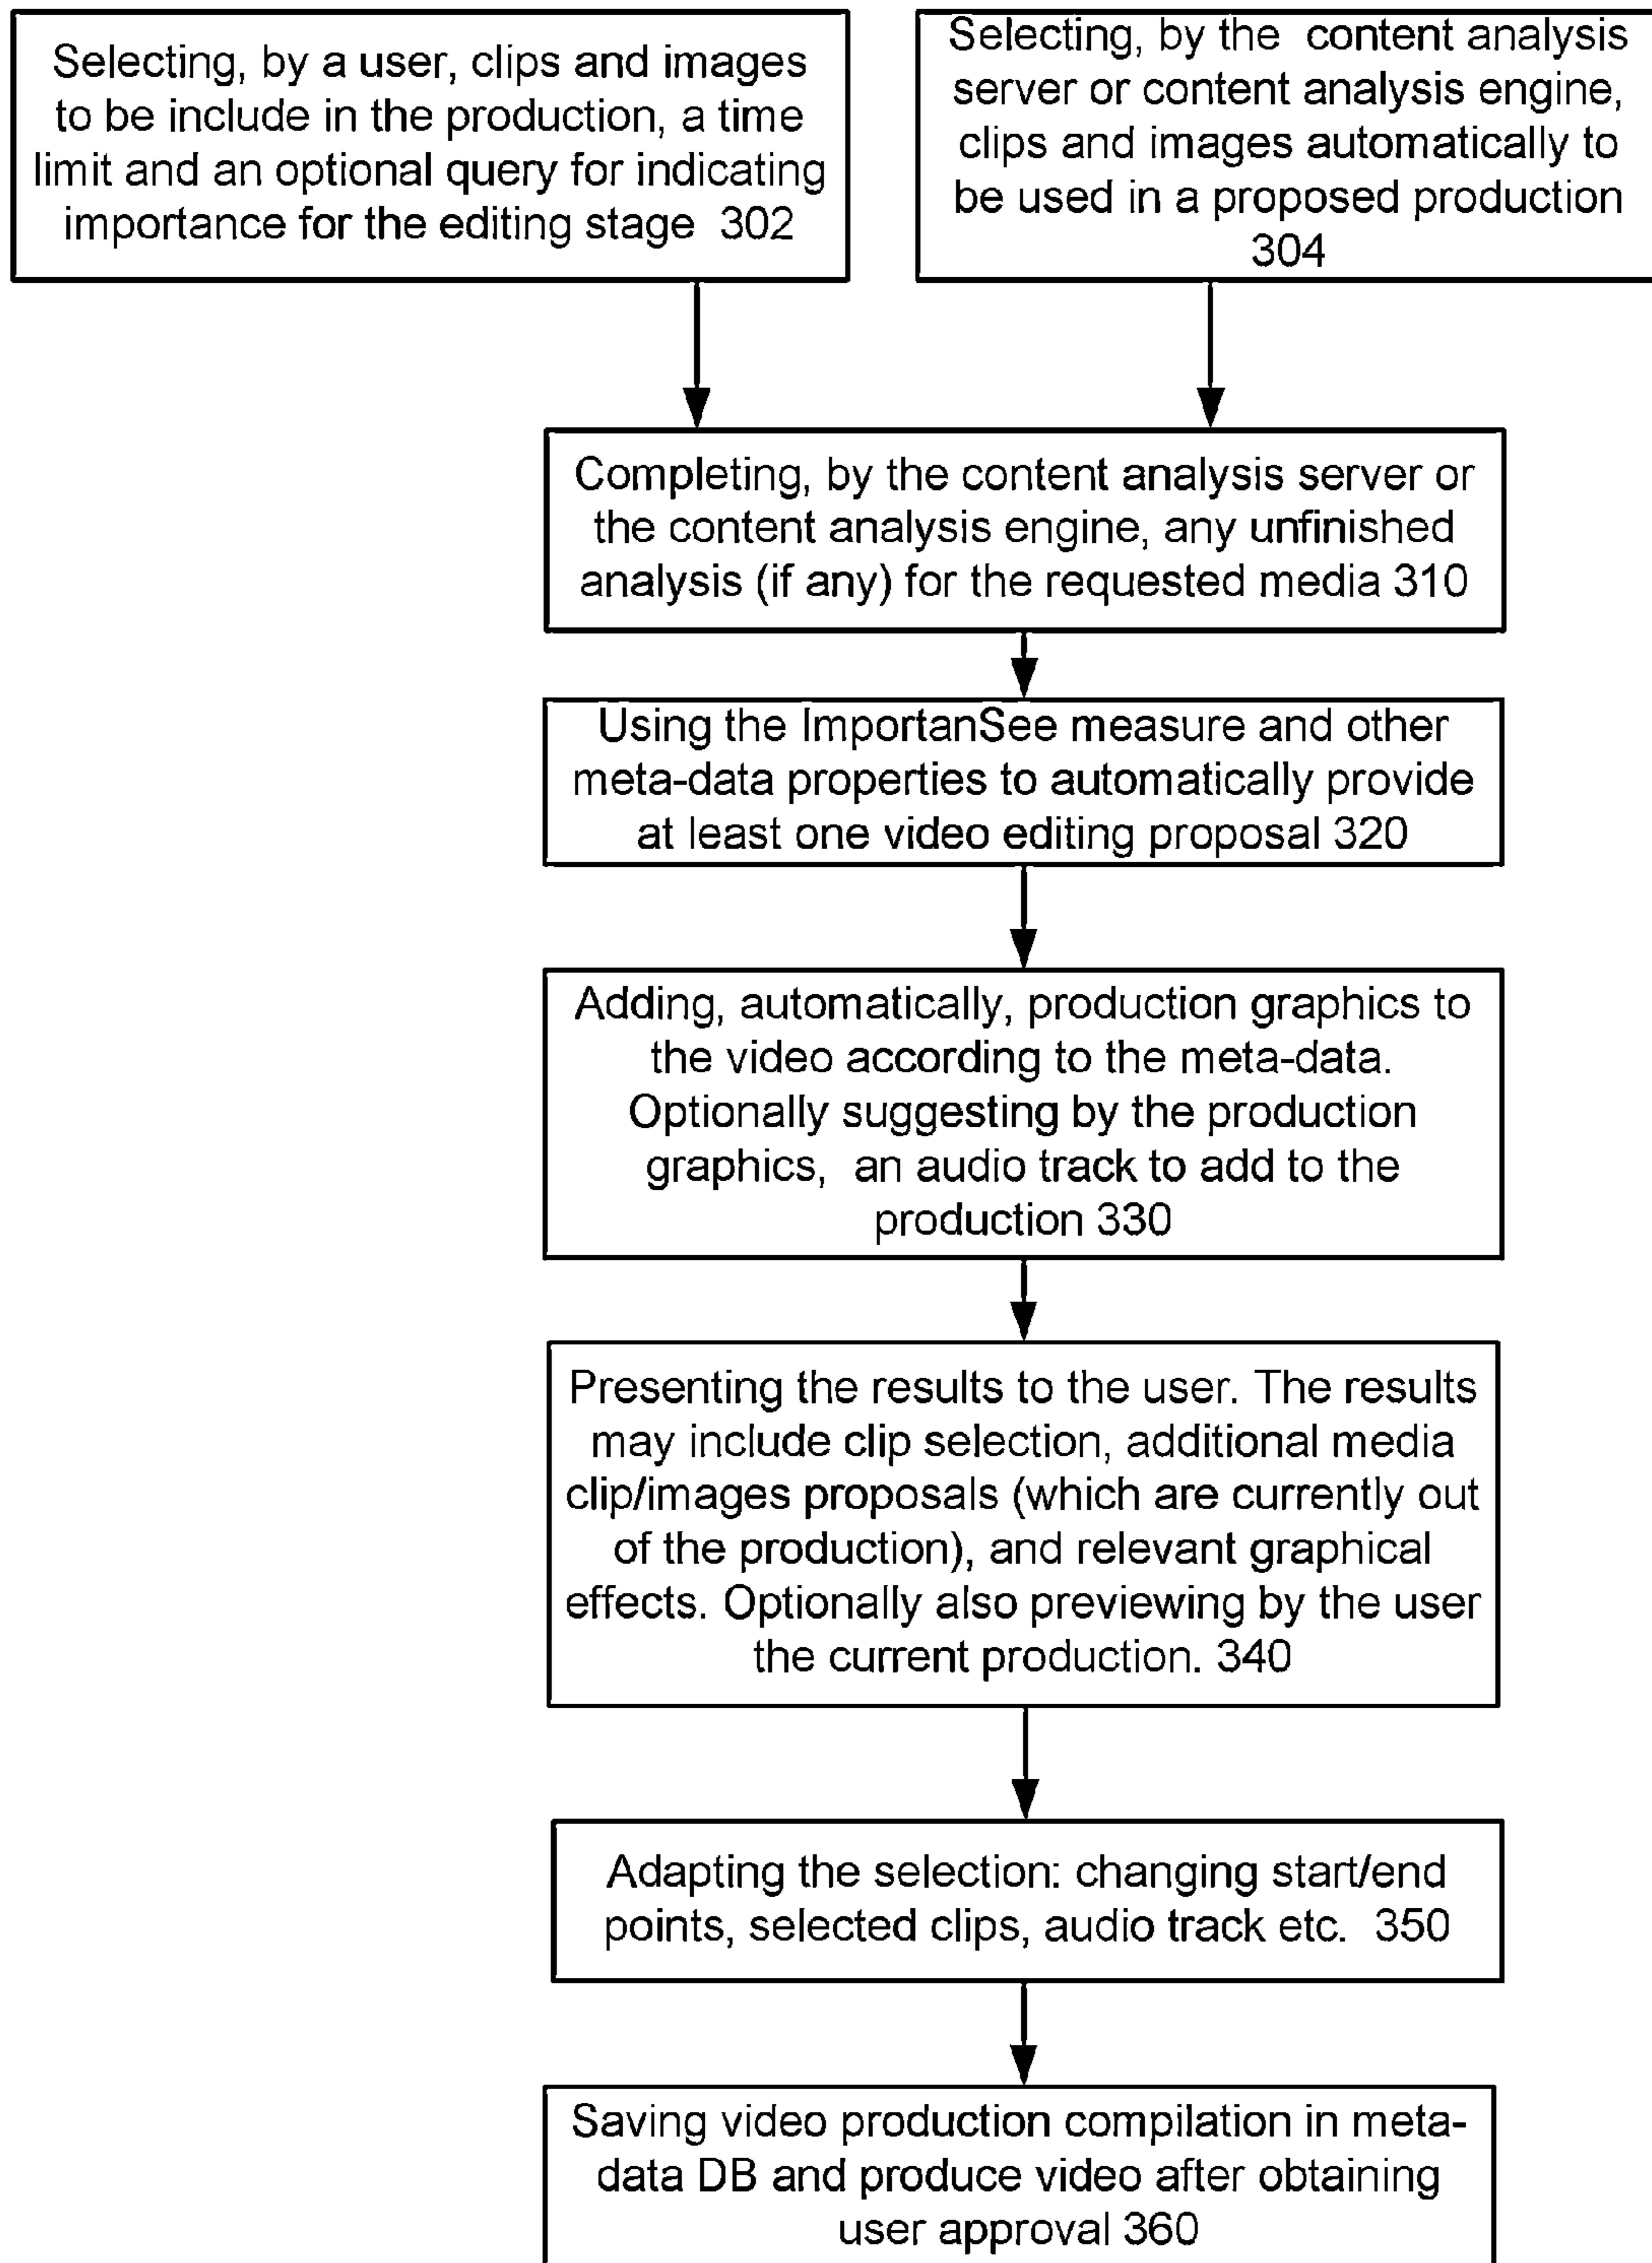 Selecting, by a user, clips and images
to be include in the production, a time
limit and an optional query for indicating
importance for the editing stage 302
Selecting, by the content analysis
server or content analysis engine,
clips and images automatically to
be used in a proposed production
304
Completing, by the content analysis server or
the content analysis engine, any unfinished
analysis (if any) for the requested media 310
Using the ImportanSee measure and other
meta-data properties to automatically provide
at least one video editing proposal 320
Adding, automatically, production graphics to
the video according to the meta-data.
Optionally suggesting by the production
graphics, an audio track to add to the
production 330
Presenting the results to the user. The results
may include clip selection, additional media
clip/images proposals (which are currently out
of the production), and relevant graphical
effects. Optionally also previewing by the user
the current production. 340
Adapting the selection: changing start/end
points, selected clips, audio track etc. 350
Saving video production compilation in meta-
data DB and produce video after obtaining
user approval 360